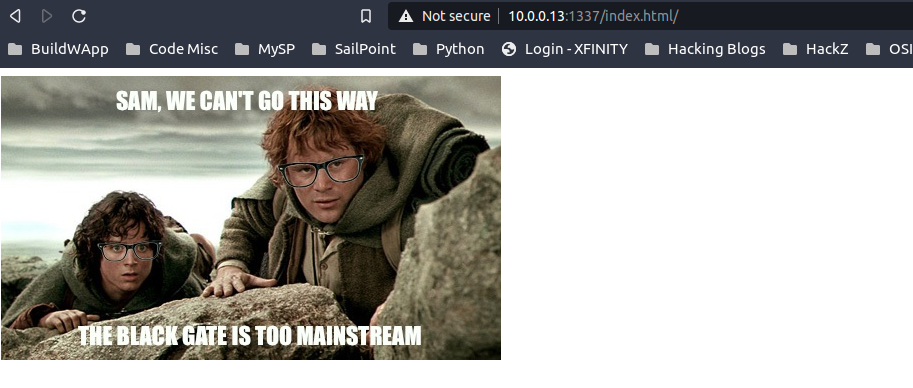 Not secure 10.0.0.13:1337/index.html/
BuildWApp Code Misc MySP SailPoint Python Login - XFINITY Hacking Blogs HackZ OSI
SAM, WE CAN'T GO THIS WAY
THE BLACK GATE IS TOO MAINSTREAM